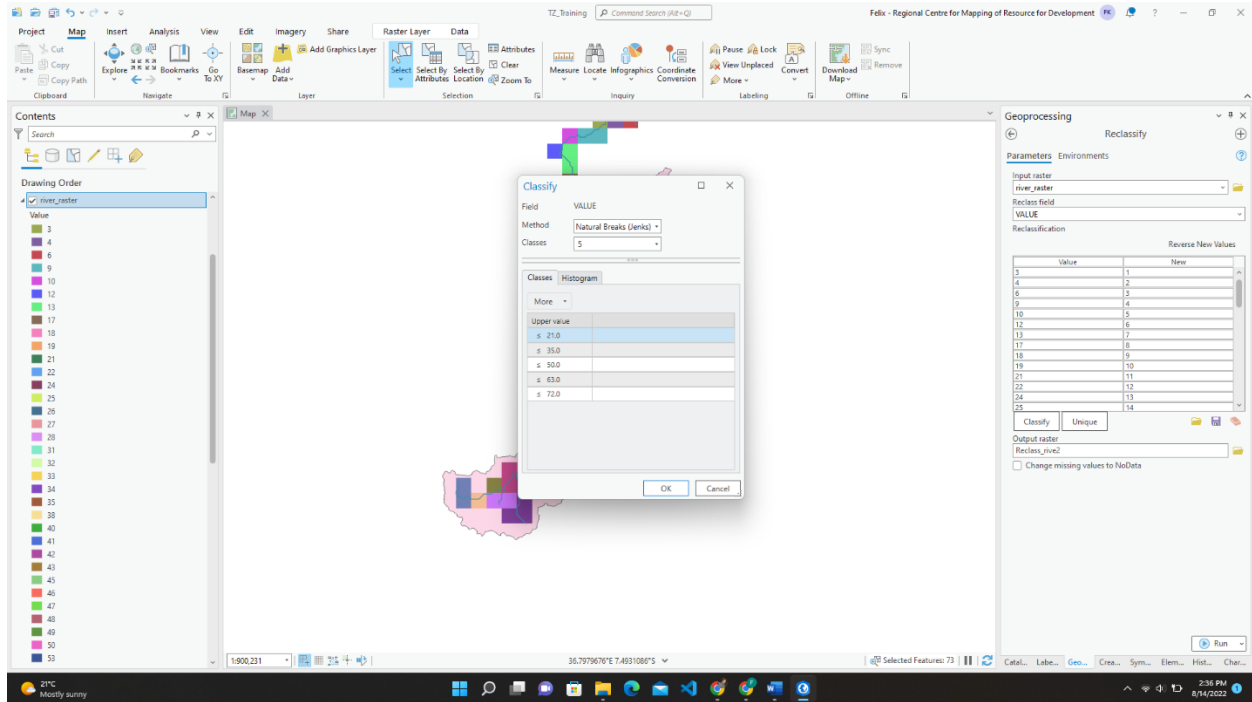 TZ_Training
Command Search (Alt+Q)
Felix - Regional Centre for Mapping of Resource for Development
FK
?
Project Map Insert Analysis View Edit Imagery Share Raster Layer Data
Paste
Cut
Copy
Copy Path
Clipboard
Explore
Bookmarks
Go To XY
Navigate
Basemap
Add Data
Add Graphics Layer
Layer
Select
Select By Attributes
Select By Location
Attributes
Clear
Zoom To
Selection
Measure
Locate
Infographics
Coordinate Conversion
Inquiry
Pause
Lock
View Unplaced
More
Convert
Labeling
Download Map
Sync
Remove
Offline
Contents
Search
Drawing Order
river_raster
Value
3
4
6
9
10
12
13
17
18
19
21
22
24
25
26
27
28
31
32
33
34
35
38
40
41
42
43
45
46
47
48
49
50
53
Map
Classify
Field VALUE
Method Natural Breaks (Jenks)
Classes 5
Classes Histogram
More
Upper value
≤ 21.0
≤ 35.0
≤ 50.0
≤ 63.0
≤ 72.0
OK Cancel
1:900,231
36.7979676°E 7.4931086°S
Selected Features: 73
Geoprocessing
Reclassify
Parameters Environments
Input raster
river_raster
Reclass field
VALUE
Reclassification
Reverse New Values
Value New
3 1
4 2
6 3
9 4
10 5
12 6
13 7
17 8
18 9
19 10
21 11
22 12
24 13
25 14
Classify Unique
Output raster
Reclass_rive2
Change missing values to NoData
Run
Catal... Labe... Geo... Crea... Sym... Elem... Hist... Char...
21°C
Mostly sunny
2:36 PM
8/14/2022
1